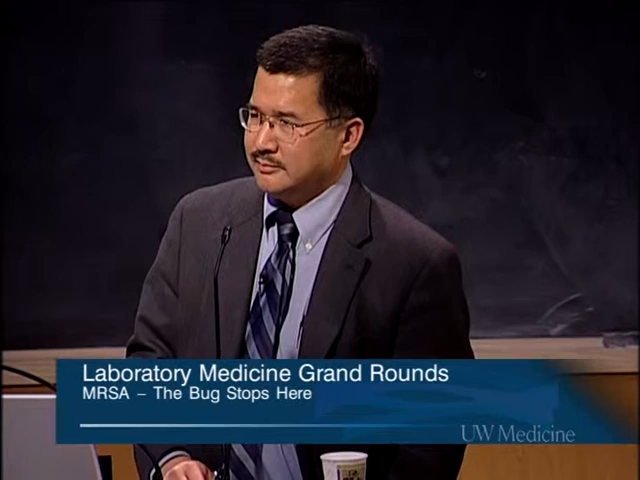 Laboratory Medicine Grand Rounds
MRSA – The Bug Stops Here
UW Medicine